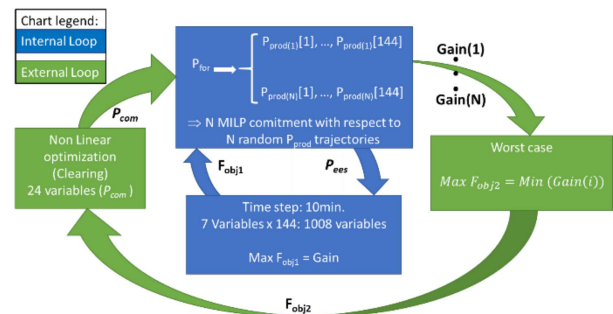 Chart legend:
Internal Loop
External Loop
P_for
P_prod(1)[1], …, P_prod(1)[144]
P_prod(N)[1], …, P_prod(N)[144]
⇒ N MILP comitment with respect to
N random P_prod trajectories
Gain(1)
Gain(N)
P_com
Non Linear
optimization
(Clearing)
24 variables (P_com )
F_obj1
P_ees
Time step: 10min.
7 Variables x 144: 1008 variables
Max F_obj1 = Gain
Worst case
Max F_obj2 = Min (Gain(i))
F_obj2